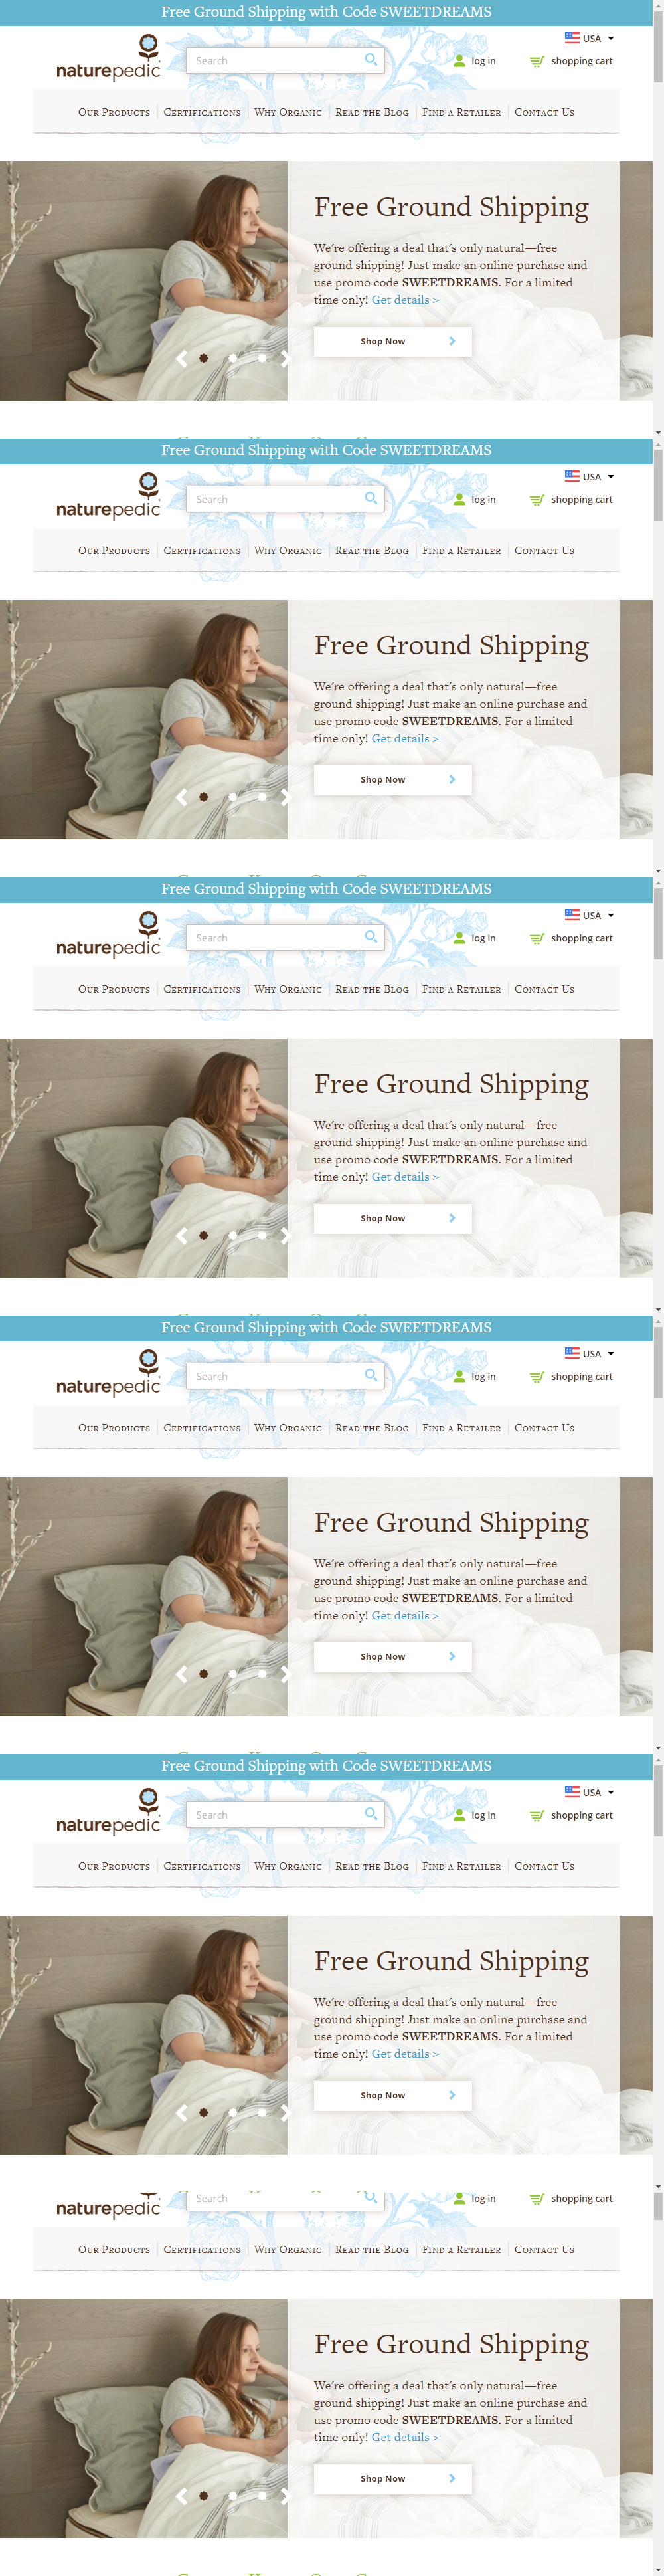 Free Ground Shipping with Code SWEETDREAMS
USA
naturepedic
Search
log in
shopping cart
Our Products
Certifications
Why Organic
Read the Blog
Find a Retailer
Contact Us
Free Ground Shipping
We're offering a deal that's only natural—free
ground shipping! Just make an online purchase and
use promo code SWEETDREAMS. For a limited
time only! Get details >
Shop Now
Free Ground Shipping with Code SWEETDREAMS
USA
naturepedic
Search
log in
shopping cart
Our Products
Certifications
Why Organic
Read the Blog
Find a Retailer
Contact Us
Free Ground Shipping
We're offering a deal that's only natural—free
ground shipping! Just make an online purchase and
use promo code SWEETDREAMS. For a limited
time only! Get details >
Shop Now
Free Ground Shipping with Code SWEETDREAMS
USA
naturepedic
Search
log in
shopping cart
Our Products
Certifications
Why Organic
Read the Blog
Find a Retailer
Contact Us
Free Ground Shipping
We're offering a deal that's only natural—free
ground shipping! Just make an online purchase and
use promo code SWEETDREAMS. For a limited
time only! Get details >
Shop Now
Free Ground Shipping with Code SWEETDREAMS
USA
naturepedic
Search
log in
shopping cart
Our Products
Certifications
Why Organic
Read the Blog
Find a Retailer
Contact Us
Free Ground Shipping
We're offering a deal that's only natural—free
ground shipping! Just make an online purchase and
use promo code SWEETDREAMS. For a limited
time only! Get details >
Shop Now
Free Ground Shipping with Code SWEETDREAMS
USA
naturepedic
Search
log in
shopping cart
Our Products
Certifications
Why Organic
Read the Blog
Find a Retailer
Contact Us
Free Ground Shipping
We're offering a deal that's only natural—free
ground shipping! Just make an online purchase and
use promo code SWEETDREAMS. For a limited
time only! Get details >
Shop Now
naturepedic
Search
log in
shopping cart
Our Products
Certifications
Why Organic
Read the Blog
Find a Retailer
Contact Us
Free Ground Shipping
We're offering a deal that's only natural—free
ground shipping! Just make an online purchase and
use promo code SWEETDREAMS. For a limited
time only! Get details >
Shop Now